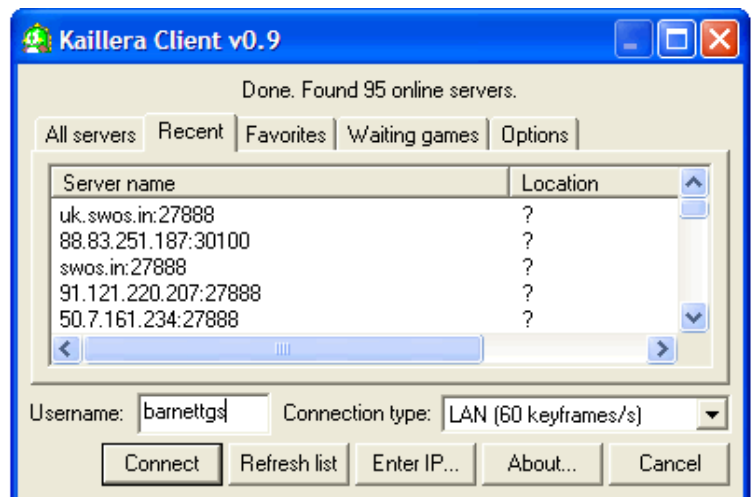 Kaillera Client v0.9
Done. Found 95 online servers.
All servers Recent Favorites Waiting games Options
Server name Location
uk.swos.in:27888 ?
88.83.251.187:30100 ?
swos.in:27888 ?
91.121.220.207:27888 ?
50.7.161.234:27888 ?
Username: barnettgs Connection type: LAN (60 keyframes/s)
Connect Refresh list Enter IP... About... Cancel